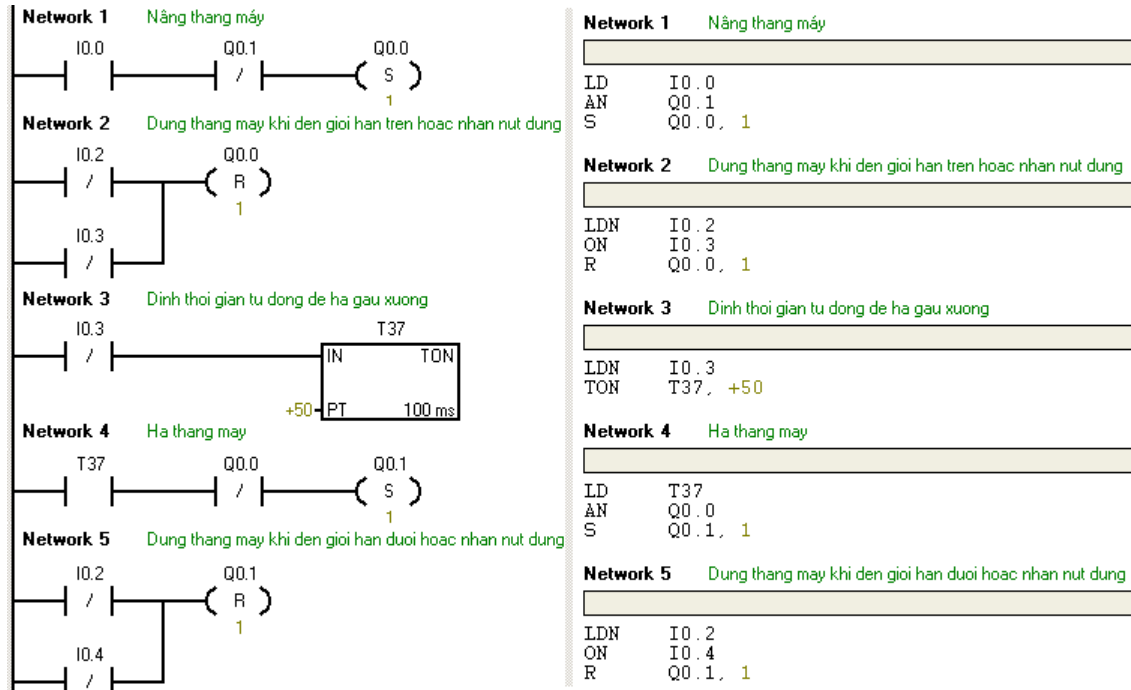 Network 1 Nâng thang máy
I0.0 Q0.1 Q0.0
/ S
1
Network 2 Dung thang may khi den gioi han tren hoac nhan nut dung
I0.2 Q0.0
/ R
1
I0.3
/
Network 3 Dinh thoi gian tu dong de ha gau xuong
I0.3 T37
/ IN TON
+50 PT 100 ms
Network 4 Ha thang may
T37 Q0.0 Q0.1
/ S
1
Network 5 Dung thang may khi den gioi han duoi hoac nhan nut dung
I0.2 Q0.1
/ R
1
I0.4
/
Network 1 Nâng thang máy
LD I0.0
AN Q0.1
S Q0.0, 1
Network 2 Dung thang may khi den gioi han tren hoac nhan nut dung
LDN I0.2
ON I0.3
R Q0.0, 1
Network 3 Dinh thoi gian tu dong de ha gau xuong
LDN I0.3
TON T37, +50
Network 4 Ha thang may
LD T37
AN Q0.0
S Q0.1, 1
Network 5 Dung thang may khi den gioi han duoi hoac nhan nut dung
LDN I0.2
ON I0.4
R Q0.1, 1